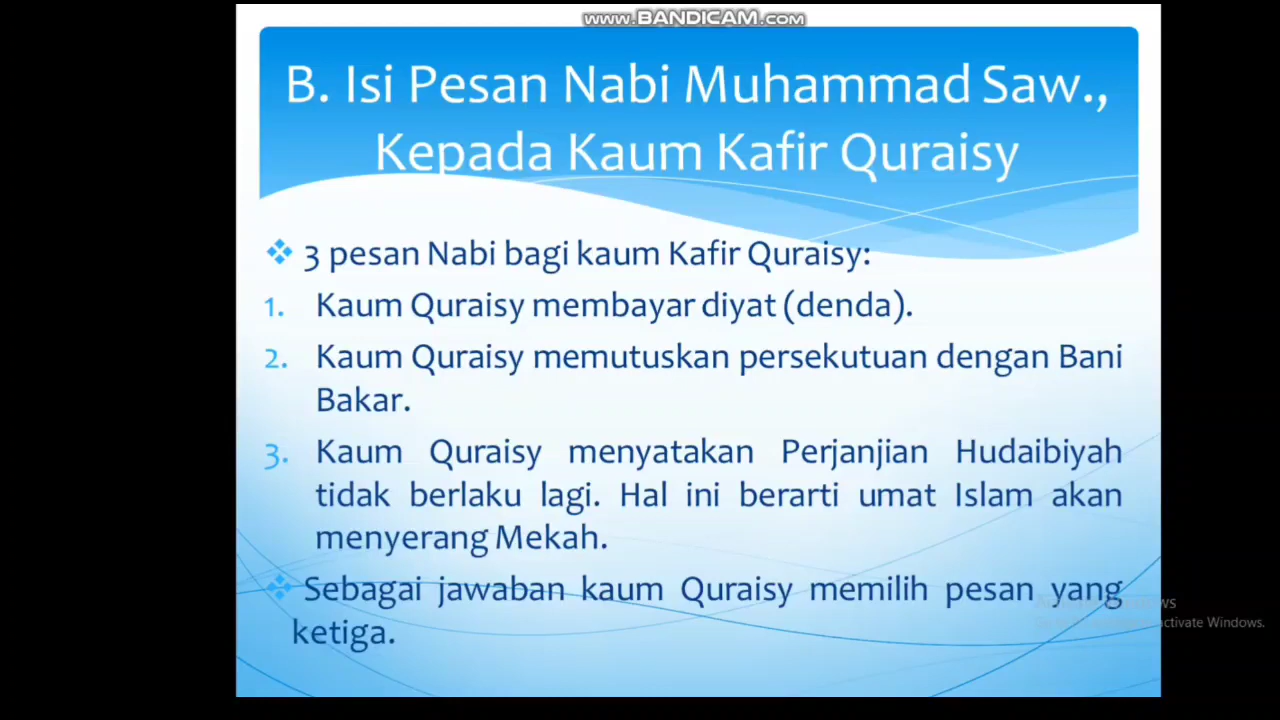 www.BANDICAM.com
B. Isi Pesan Nabi Muhammad Saw.,
Kepada Kaum Kafir Quraisy
3 pesan Nabi bagi kaum Kafir Quraisy:
1. Kaum Quraisy membayar diyat (denda).
2. Kaum Quraisy memutuskan persekutuan dengan Bani
Bakar.
3. Kaum Quraisy menyatakan Perjanjian Hudaibiyah
tidak berlaku lagi. Hal ini berarti umat Islam akan
menyerang Mekah.
Sebagai jawaban kaum Quraisy memilih pesan yang
ketiga.
activate Windows.